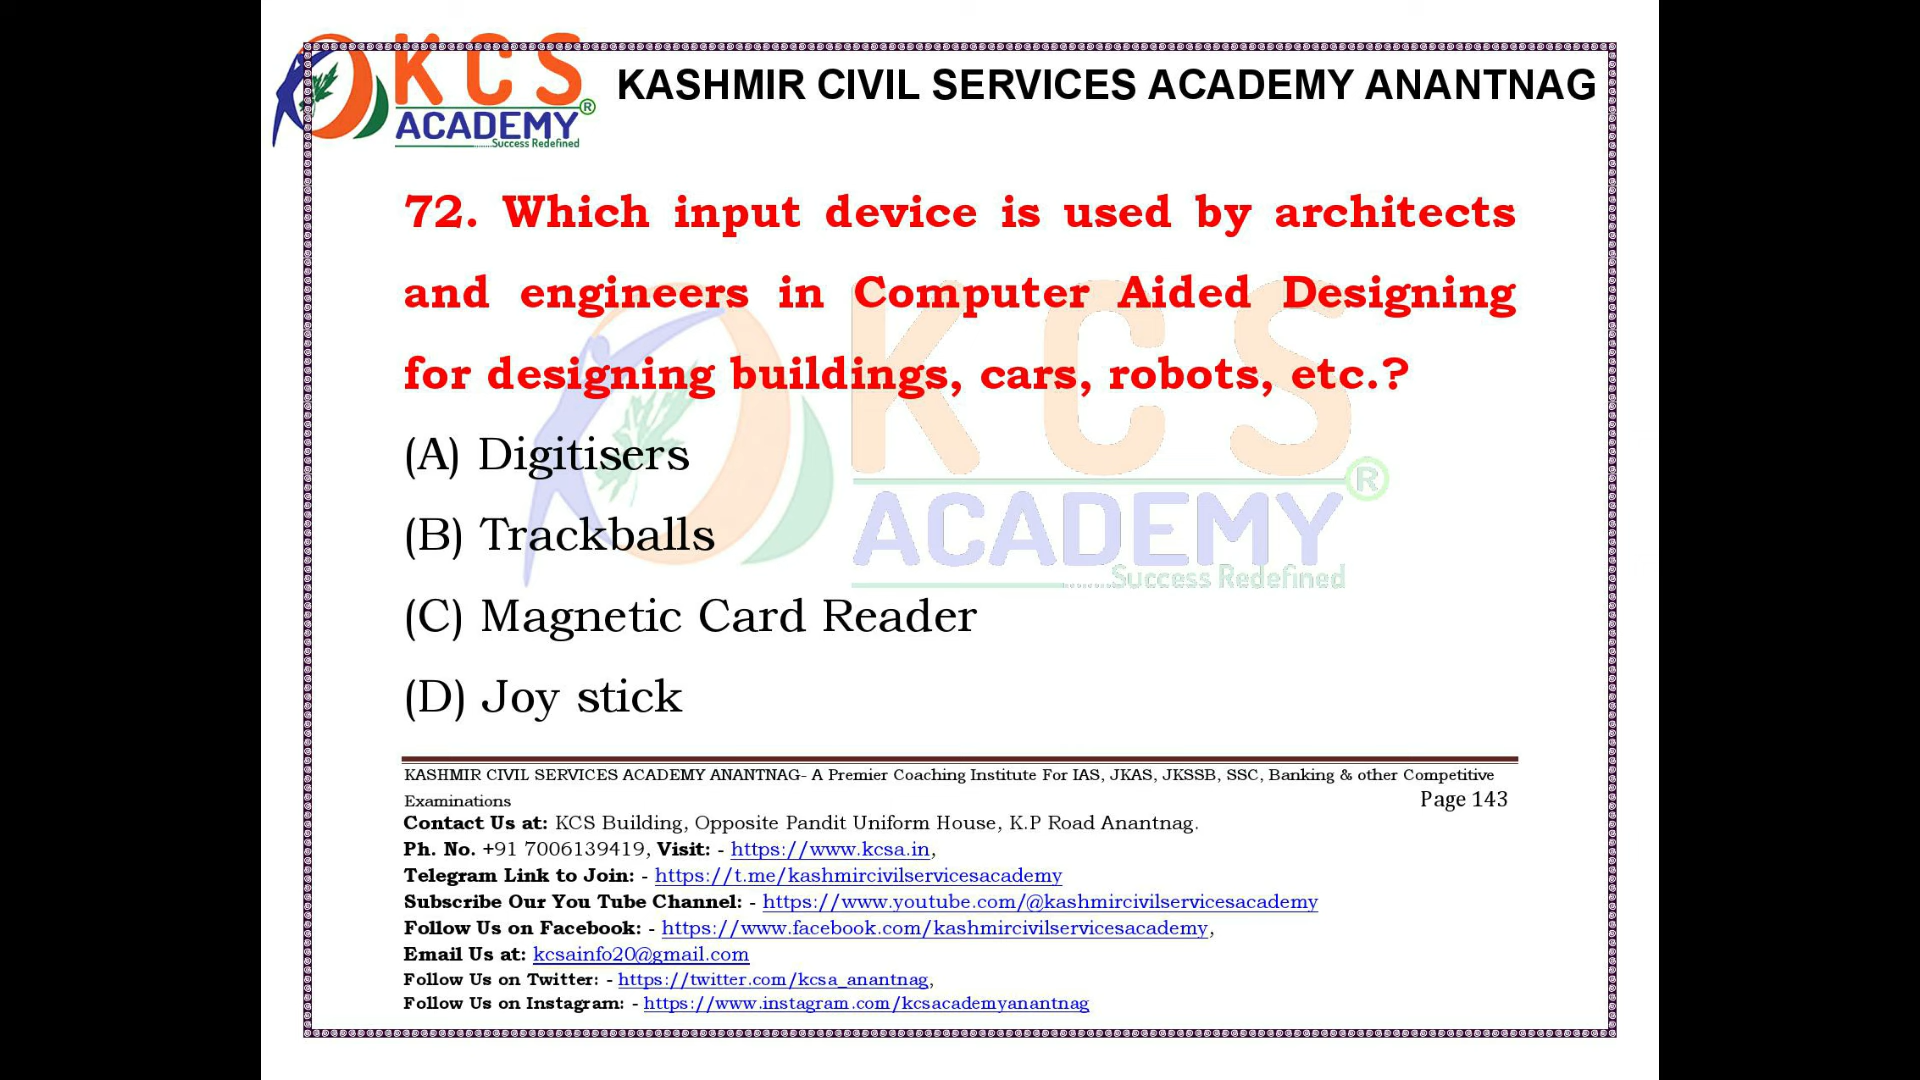 KCS
ACADEMY®
........Success Redefined
KASHMIR CIVIL SERVICES ACADEMY ANANTNAG
72. Which input device is used by architects
and engineers in Computer Aided Designing
for designing buildings, cars, robots, etc.?
(A) Digitisers
(B) Trackballs
(C) Magnetic Card Reader
(D) Joy stick
KCS
ACADEMY®
........Success Redefined
KASHMIR CIVIL SERVICES ACADEMY ANANTNAG- A Premier Coaching Institute For IAS, JKAS, JKSSB, SSC, Banking & other Competitive
Examinations Page 143
Contact Us at: KCS Building, Opposite Pandit Uniform House, K.P Road Anantnag.
Ph. No. +91 7006139419, Visit: - https://www.kcsa.in,
Telegram Link to Join: - https://t.me/kashmircivilservicesacademy
Subscribe Our You Tube Channel: - https://www.youtube.com/@kashmircivilservicesacademy
Follow Us on Facebook: - https://www.facebook.com/kashmircivilservicesacademy,
Email Us at: kcsainfo20@gmail.com
Follow Us on Twitter: - https://twitter.com/kcsa_anantnag,
Follow Us on Instagram: - https://www.instagram.com/kcsacademyanantnag